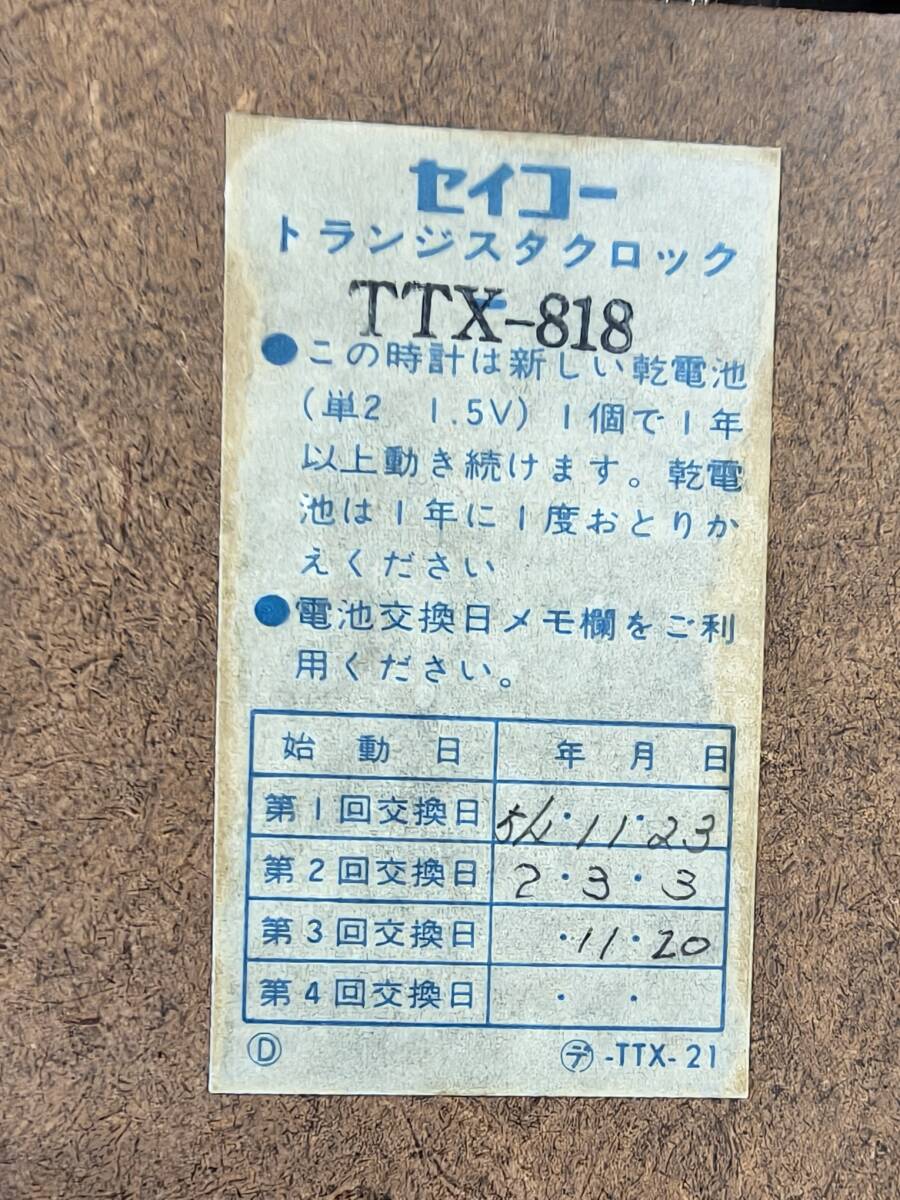 セイコー
トランジスタクロック
TTX-818
●この時計は新しい乾電池
(単2 1.5V) 1個で1年
以上動き続けます。乾電
池は1年に1度おとりか
えください
●電池交換日メモ欄をご利
用ください。
始動日 年 月 日
第1回交換日 ・11・23
第2回交換日 2・3・3
第3回交換日 ・11・20
第4回交換日 ・ ・
Ⓓ ㋢-TTX-21